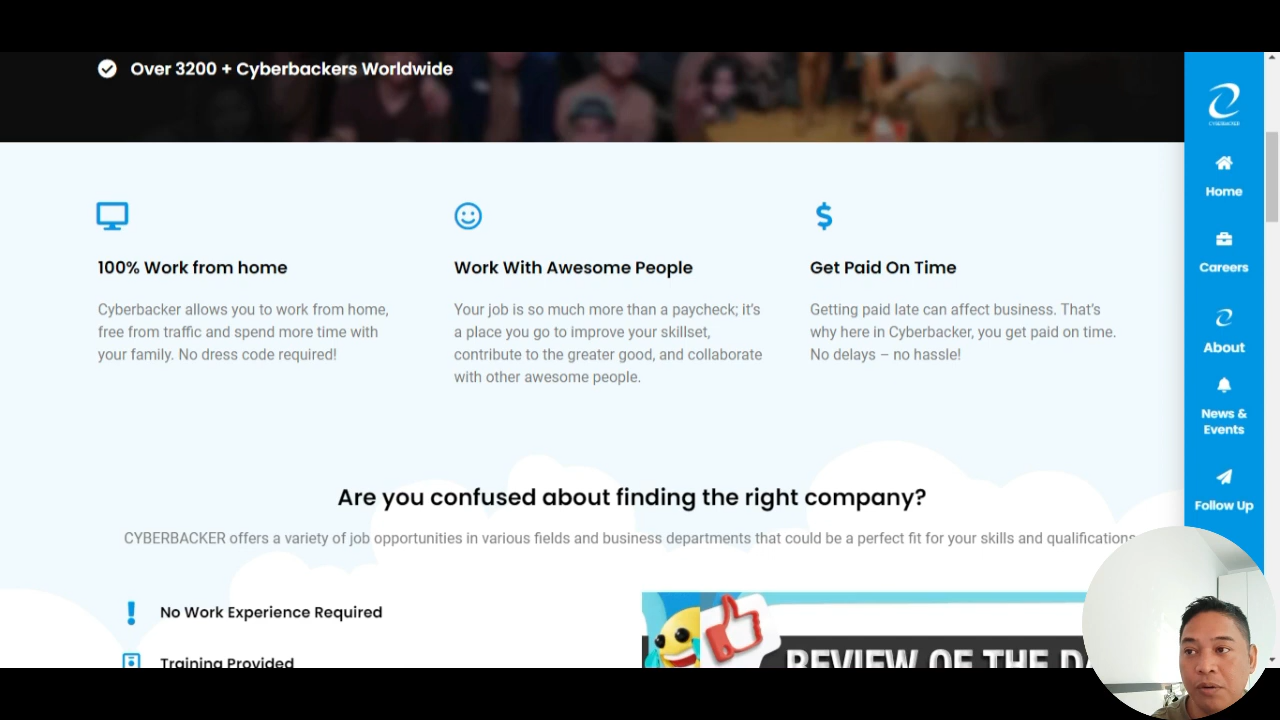 Over 3200 + Cyberbackers Worldwide
CYBERBACKER
Home
Careers
About
News &
Events
Follow Up
100% Work from home
Cyberbacker allows you to work from home,
free from traffic and spend more time with
your family. No dress code required!
Work With Awesome People
Your job is so much more than a paycheck; it's
a place you go to improve your skillset,
contribute to the greater good, and collaborate
with other awesome people.
Get Paid On Time
Getting paid late can affect business. That's
why here in Cyberbacker, you get paid on time.
No delays – no hassle!
Are you confused about finding the right company?
CYBERBACKER offers a variety of job opportunities in various fields and business departments that could be a perfect fit for your skills and qualifications
No Work Experience Required
Training Provided
REVIEW OF THE